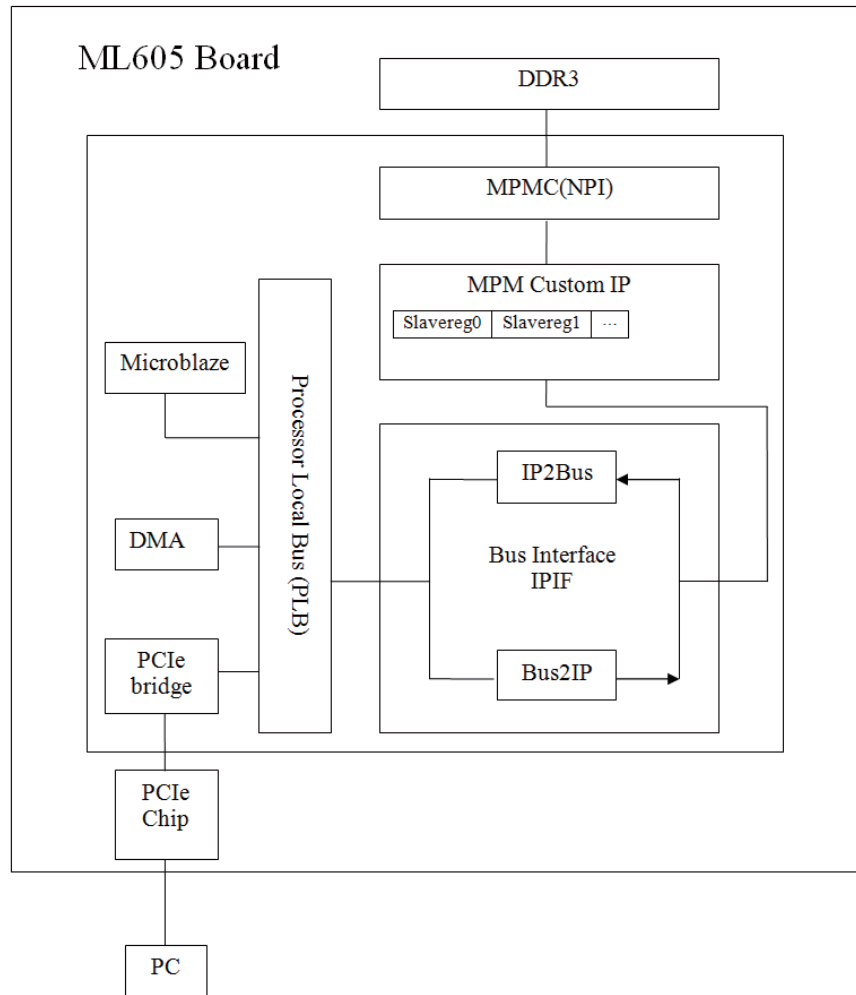 ML605 Board
DDR3
MPMC(NPI)
MPM Custom IP
Slavereg0 Slavereg1 ...
Microblaze
Processor Local Bus (PLB)
IP2Bus
DMA
Bus Interface
IPIF
PCIe
bridge
Bus2IP
PCIe
Chip
PC